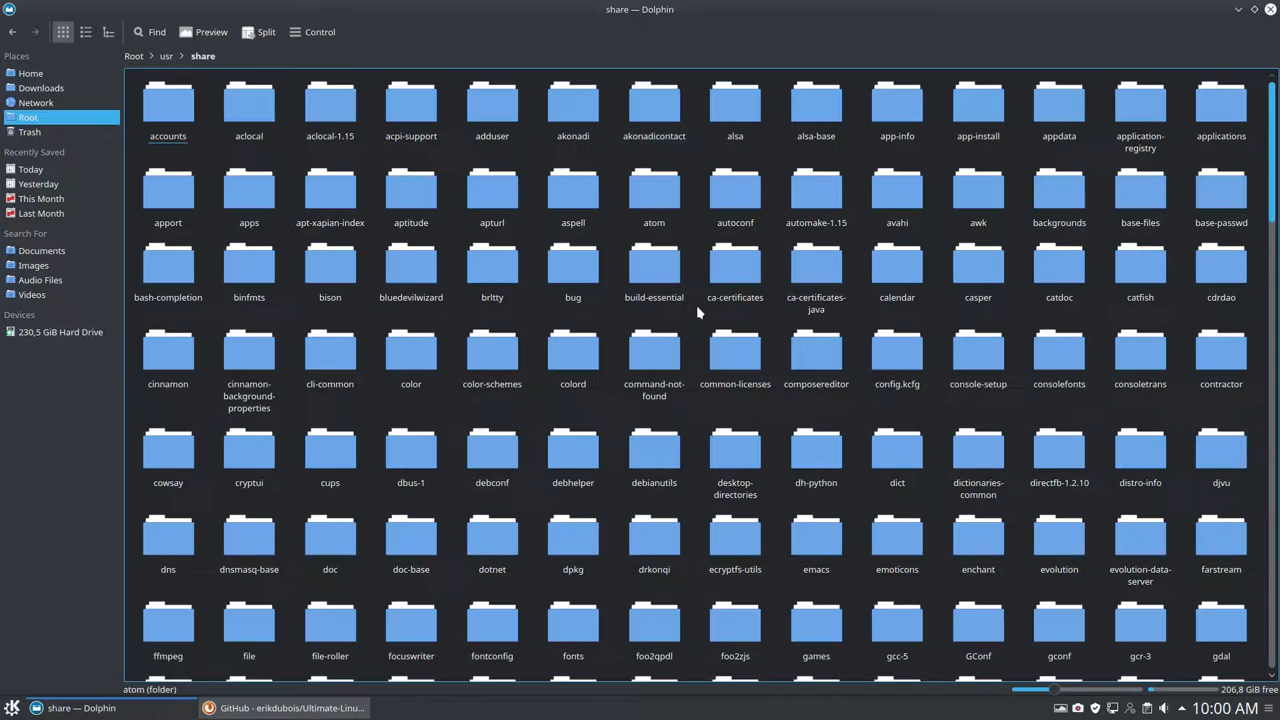 share — Dolphin
Find
Preview
Split
Control
Places
Home
Downloads
Network
Root
Trash
Recently Saved
Today
Yesterday
This Month
Last Month
Search For
Documents
Images
Audio Files
Videos
Devices
230,5 GiB Hard Drive
Root > usr > share
accounts aclocal aclocal-1.15 acpi-support adduser akonadi akonadicontact alsa alsa-base app-info app-install appdata application- applications
registry
apport apps apt-xapian-index aptitude apturl aspell atom autoconf automake-1.15 avahi awk backgrounds base-files base-passwd
bash-completion binfmts bison bluedevilwizard brltty bug build-essential ca-certificates ca-certificates- calendar casper catdoc catfish cdrdao
java
cinnamon cinnamon- cli-common color color-schemes colord command-not- common-licenses composereditor config.kcfg console-setup consolefonts consoletrans contractor
background- found
properties
cowsay cryptui cups dbus-1 debconf debhelper debianutils desktop- dh-python dict dictionaries- directfb-1.2.10 distro-info djvu
directories common
dns dnsmasq-base doc doc-base dotnet dpkg drkonqi ecryptfs-utils emacs emoticons enchant evolution evolution-data- farstream
server
ffmpeg file file-roller focuswriter fontconfig fonts foo2qpdl foo2zjs games gcc-5 GConf gconf gcr-3 gdal
atom (folder)
206,8 GiB free
share — Dolphin
GitHub - erikdubois/Ultimate-Linu...
10:00 AM